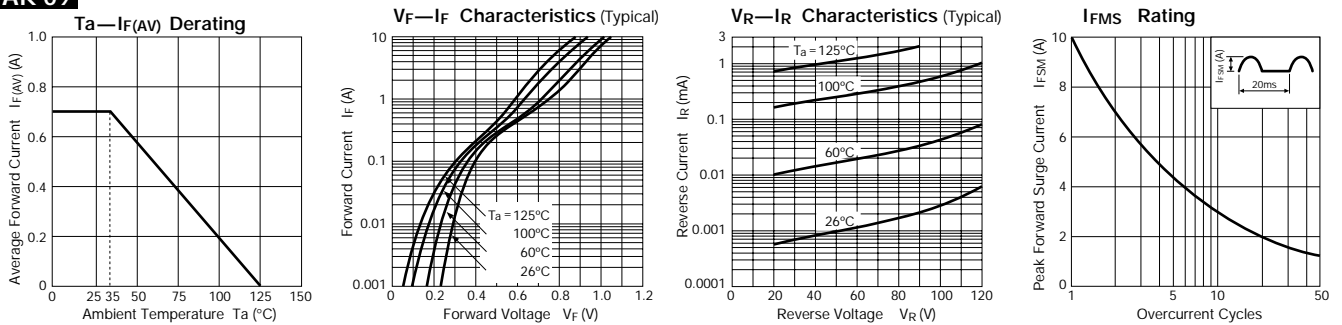 AK 09
Ta—IF(AV) Derating
Average Forward Current IF(AV) (A)
1.0
0.8
0.6
0.4
0.2
0
0 25 35 50 75 100 125 150
Ambient Temperature Ta (°C)
VF—IF Characteristics (Typical)
Forward Current IF (A)
10
1
0.1
0.01
0.001
Ta = 125°C
100°C
60°C
26°C
0 0.2 0.4 0.6 0.8 1.0 1.2
Forward Voltage VF (V)
VR—IR Characteristics (Typical)
Reverse Current IR (mA)
3
1
0.1
0.01
0.001
0.0001
Ta = 125°C
100°C
60°C
26°C
0 20 40 60 80 100 120
Reverse Voltage VR (V)
IFMS Rating
Peak Forward Surge Current IFSM (A)
10
8
6
4
2
0
IFSM (A)
20ms
1 5 10 50
Overcurrent Cycles